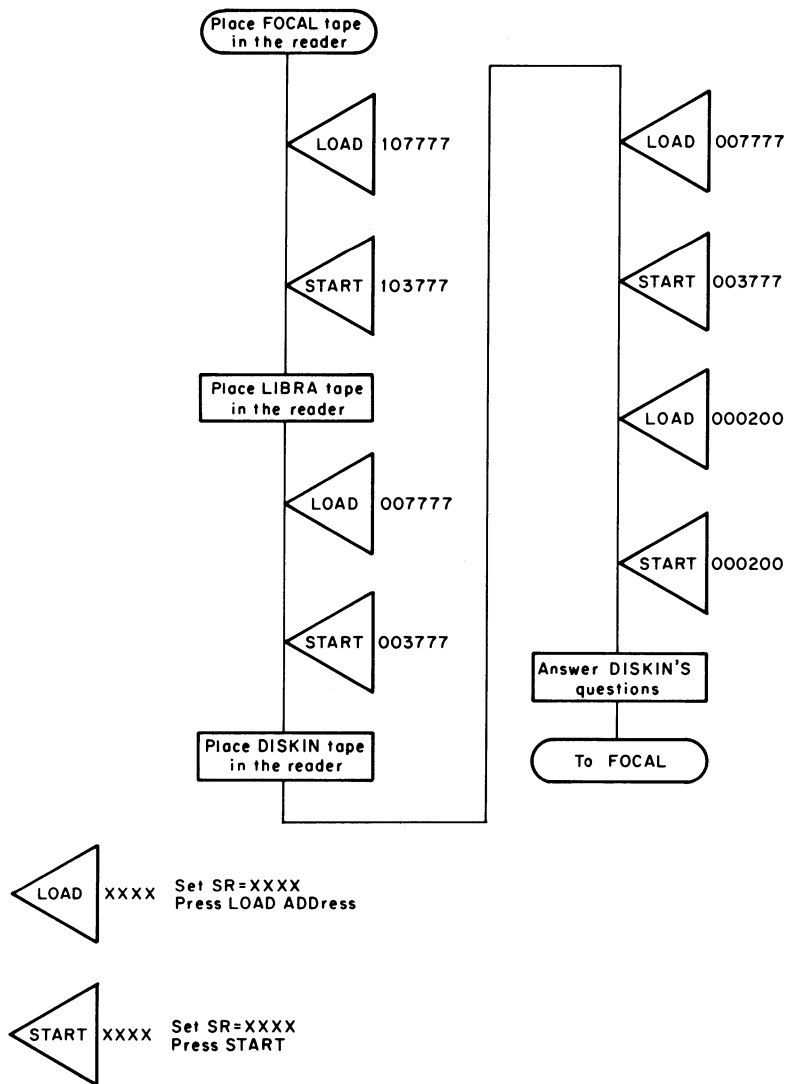 Place FOCAL tape
in the reader
LOAD 107777
START 103777
Place LIBRA tape
in the reader
LOAD 007777
START 003777
Place DISKIN tape
in the reader
LOAD 007777
START 003777
LOAD 000200
START 000200
Answer DISKIN'S
questions
To FOCAL
LOAD XXXX Set SR=XXXX
Press LOAD ADDress
START XXXX Set SR=XXXX
Press START